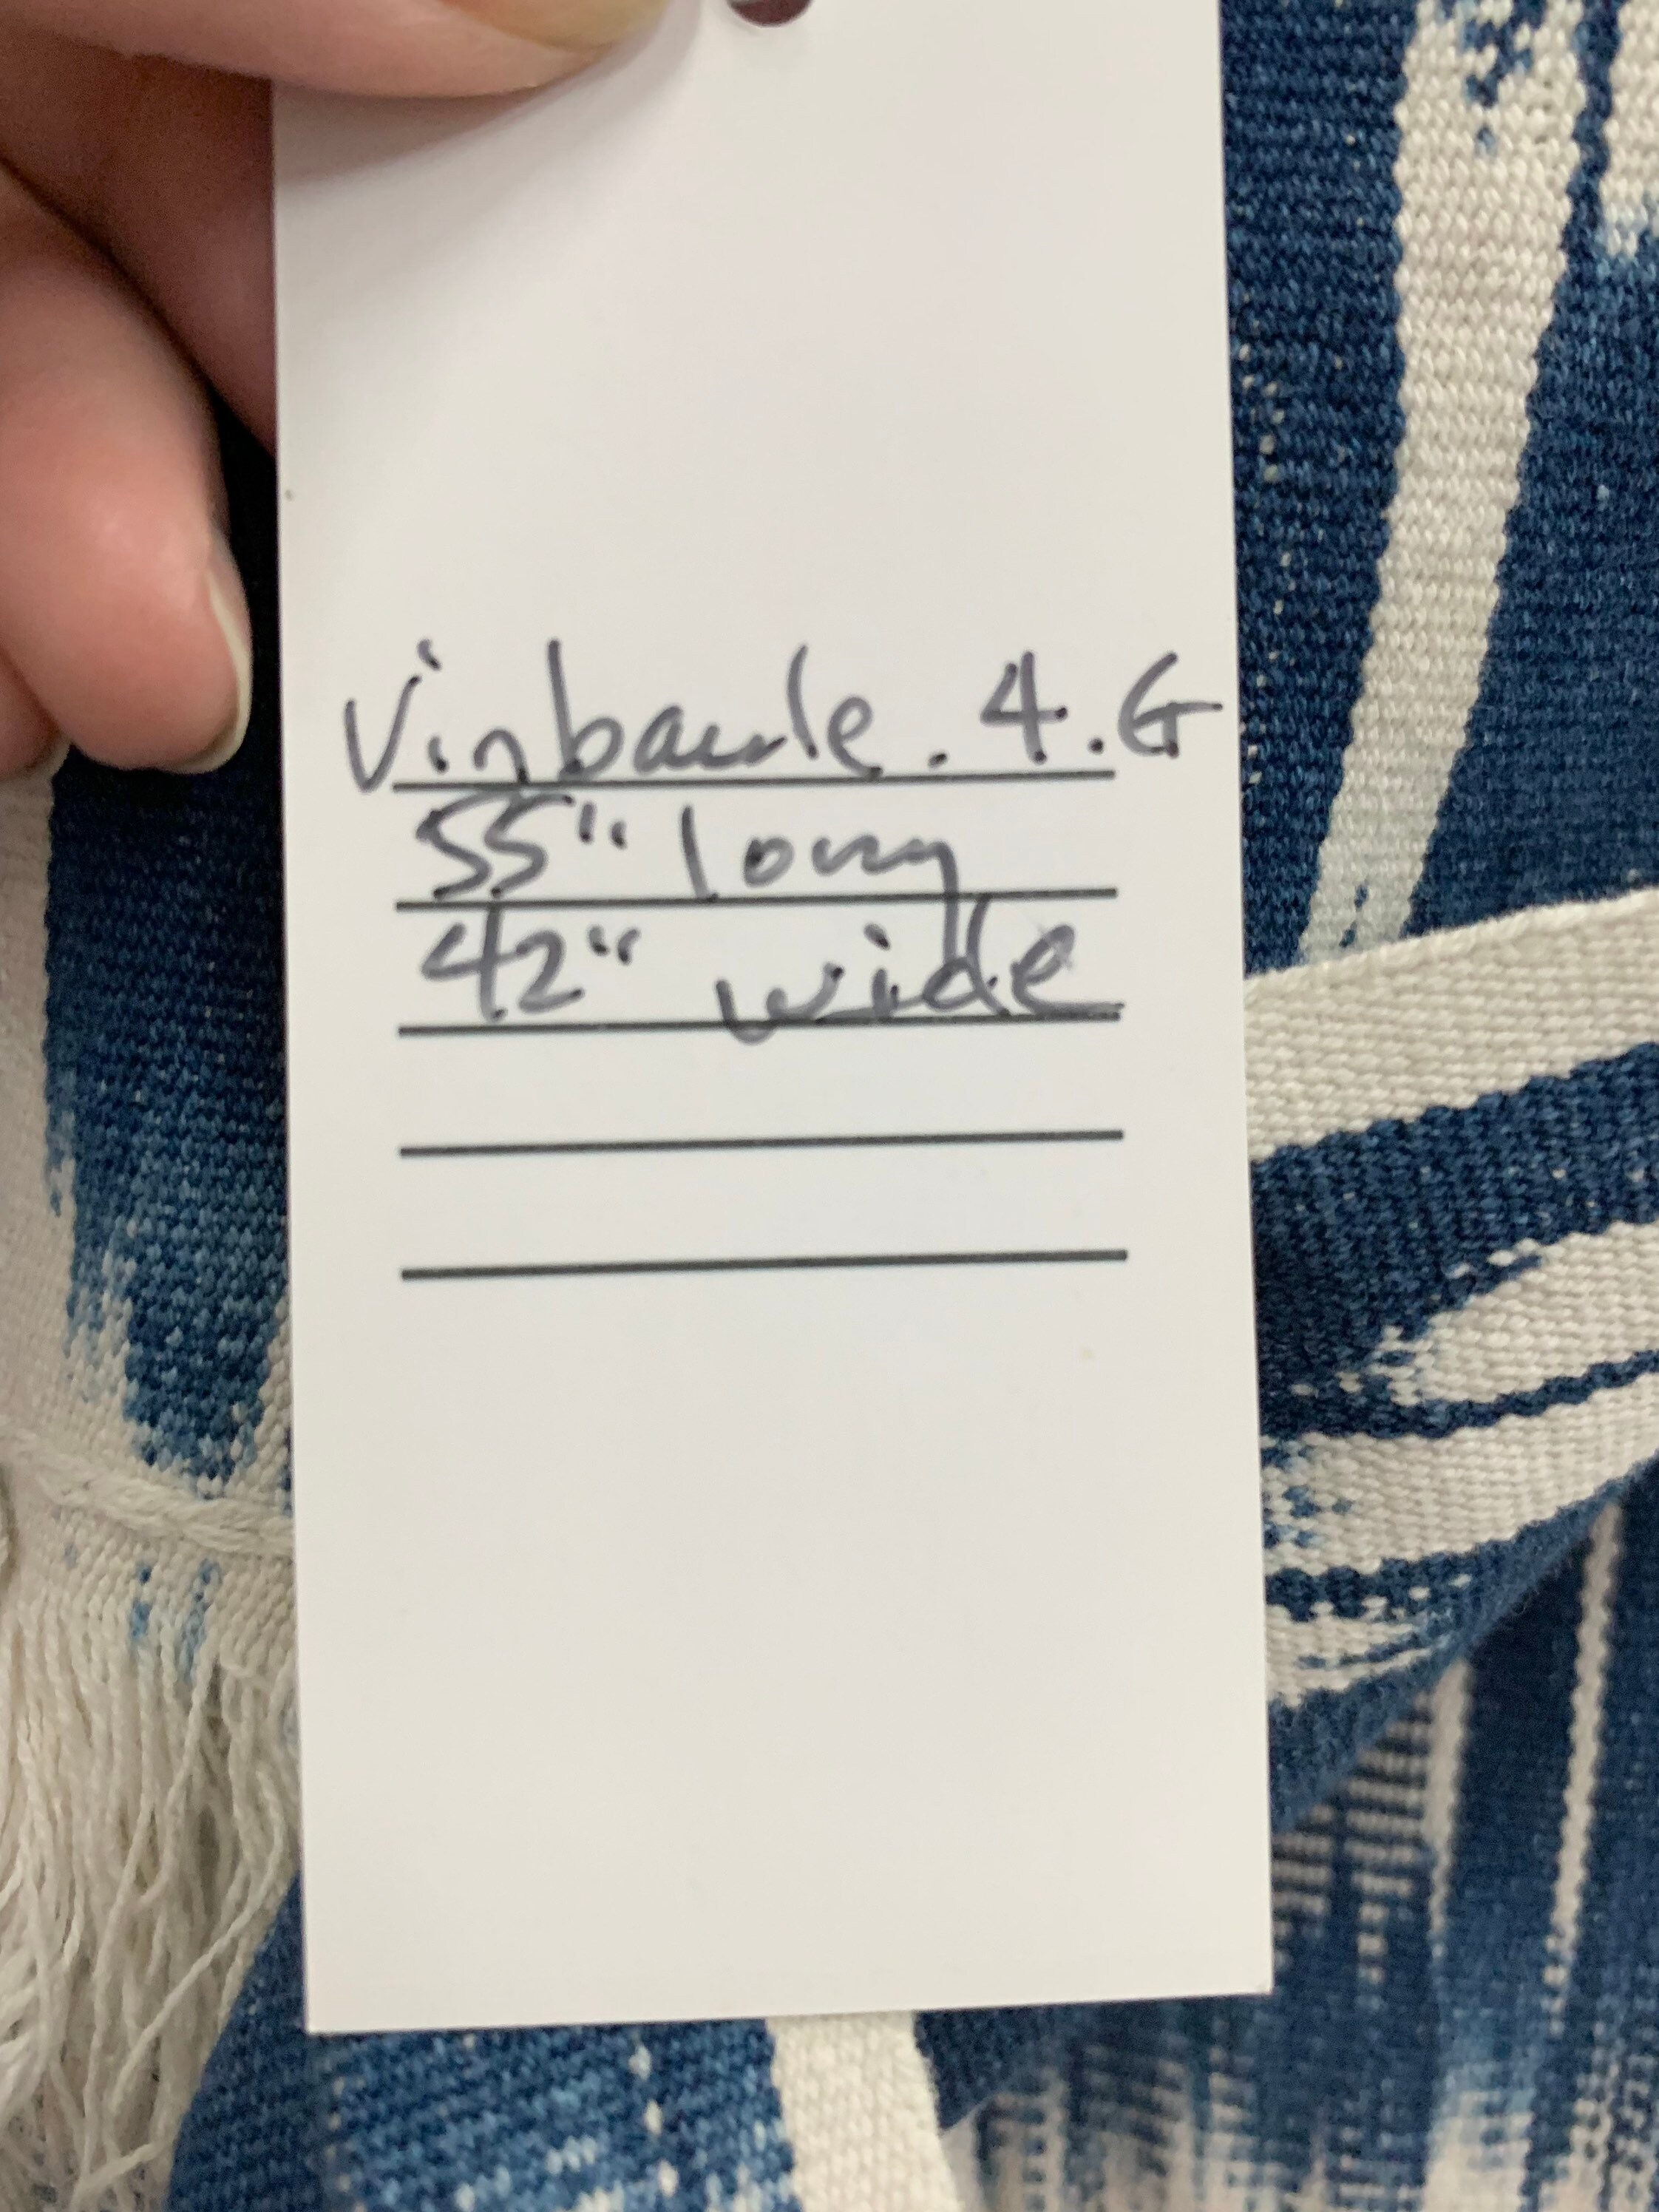 Vinbaule. 4. G
55" long
42" wide